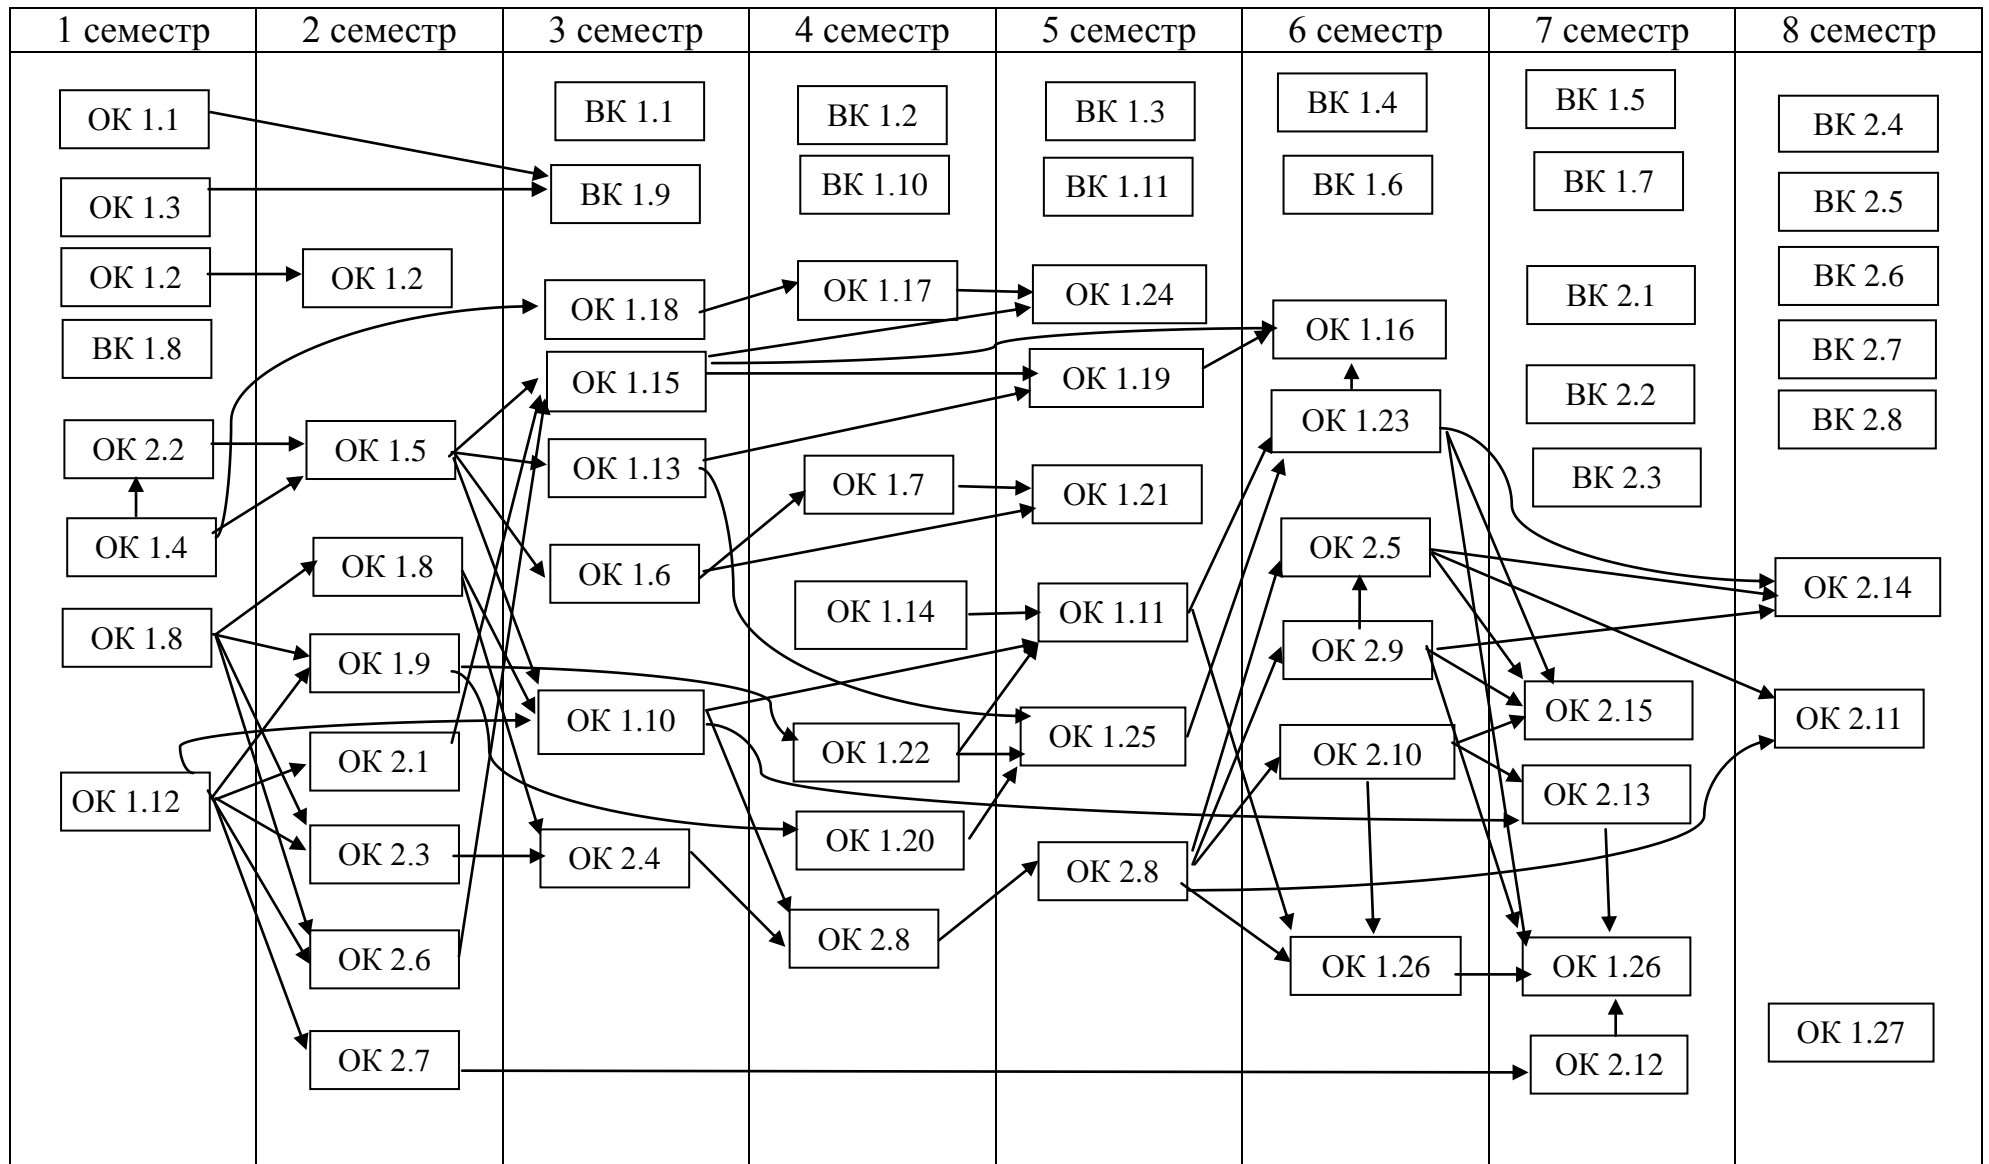 1 семестр
2 семестр
3 семестр
4 семестр
5 семестр
6 семестр
7 семестр
8 семестр
ОК 1.1
ОК 1.3
ОК 1.2
ВК 1.8
ОК 2.2
ОК 1.4
ОК 1.8
ОК 1.12
ОК 1.2
ОК 1.5
ОК 1.8
ОК 1.9
ОК 2.1
ОК 2.3
ОК 2.6
ОК 2.7
ВК 1.1
ВК 1.9
ОК 1.18
ОК 1.15
ОК 1.13
ОК 1.6
ОК 1.10
ОК 2.4
ВК 1.2
ВК 1.10
ОК 1.17
ОК 1.7
ОК 1.14
ОК 1.22
ОК 1.20
ОК 2.8
ВК 1.3
ВК 1.11
ОК 1.24
ОК 1.19
ОК 1.21
ОК 1.11
ОК 1.25
ОК 2.8
ВК 1.4
ВК 1.6
ОК 1.16
ОК 1.23
ОК 2.5
ОК 2.9
ОК 2.10
ОК 1.26
ВК 1.5
ВК 1.7
ВК 2.1
ВК 2.2
ВК 2.3
ОК 2.15
ОК 2.13
ОК 1.26
ОК 2.12
ВК 2.4
ВК 2.5
ВК 2.6
ВК 2.7
ВК 2.8
ОК 2.14
ОК 2.11
ОК 1.27